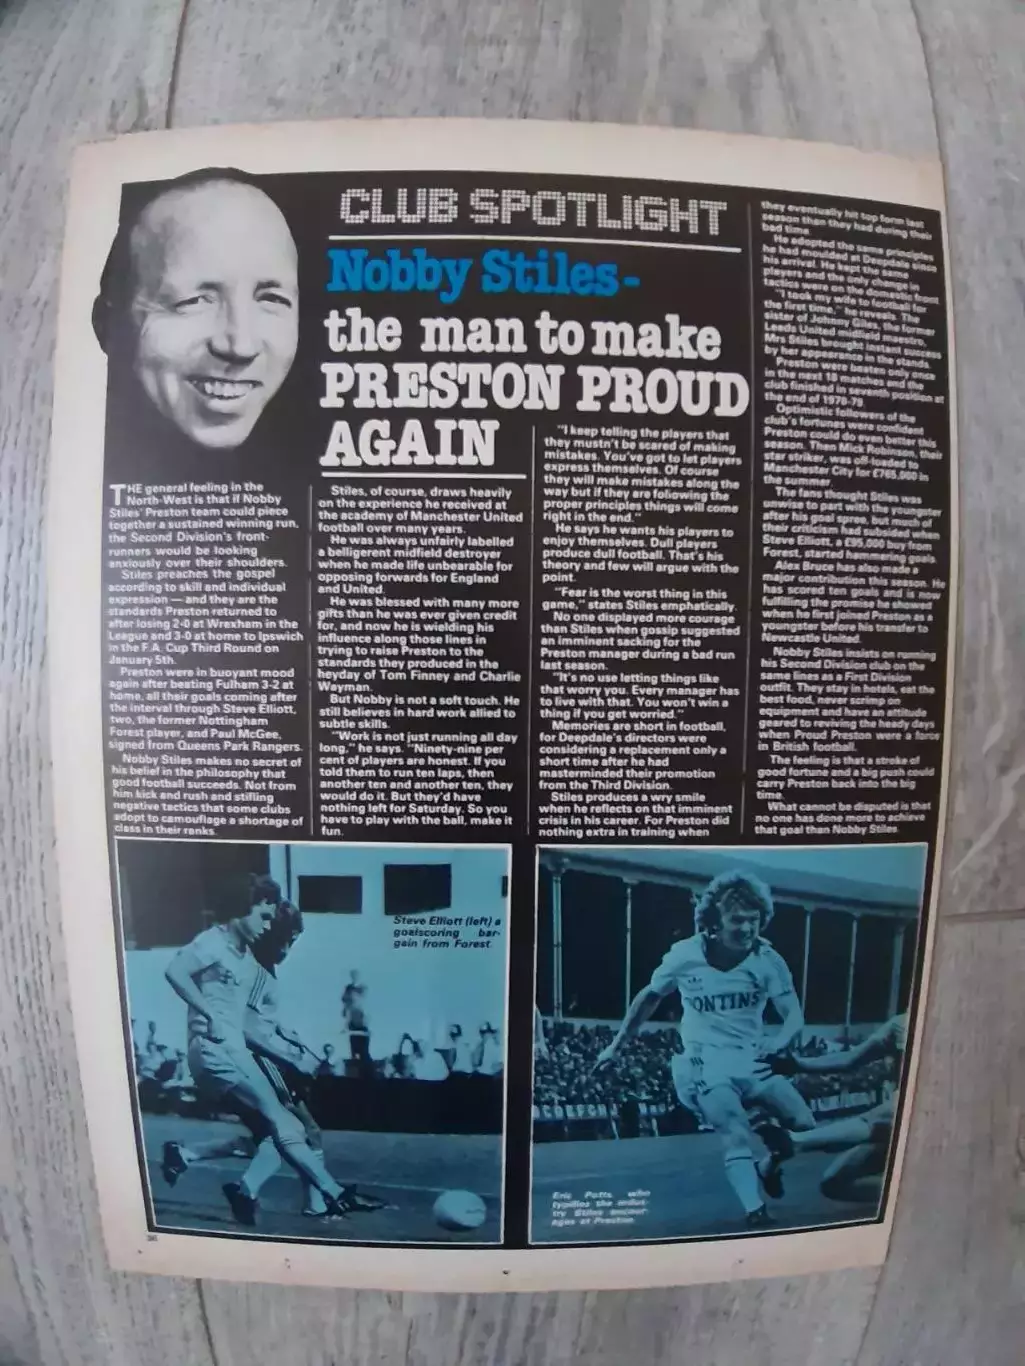 CLUB SPOTLIGHT
Nobby Stiles-
the man to make
PRESTON PROUD
AGAIN
THE general feeling in the
North-West is that if Nobby
Stiles' Preston team could piece
together a sustained winning run,
the Second Division's front-
runners would be looking
anxiously over their shoulders.
Stiles preaches the gospel
according to skill and individual
expression — and they are the
standards Preston returned to
after losing 2-0 at Wrexham in the
League and 3-0 at home to Ipswich
in the F.A. Cup Third Round on
January 5th.
Preston were in buoyant mood
again after beating Fulham 3-2 at
home, all their goals coming after
the interval through Steve Elliott,
two, the former Nottingham
Forest player, and Paul McGee,
signed from Queens Park Rangers.
Nobby Stiles makes no secret of
his belief in the philosophy that
good football succeeds. Not from
him kick and rush and stifling
negative tactics that some clubs
adopt to camouflage a shortage of
class in their ranks.
Stiles, of course, draws heavily
on the experience he received at
the academy of Manchester United
football over many years.
He was always unfairly labelled
a belligerent midfield destroyer
when he made life unbearable for
opposing forwards for England
and United.
He was blessed with many more
gifts than he was ever given credit
for, and now he is wielding his
influence along those lines in
trying to raise Preston to the
standards they produced in the
heyday of Tom Finney and Charlie
Wayman.
But Nobby is not a soft touch. He
still believes in hard work allied to
subtle skills.
"Work is not just running all day
long," he says. "Ninety-nine per
cent of players are honest. If you
told them to run ten laps, then
another ten and another ten, they
would do it. But they'd have
nothing left for Saturday. So you
have to play with the ball, make it
fun.
"I keep telling the players that
they mustn't be scared of making
mistakes. You've got to let players
express themselves. Of course
they will make mistakes along the
way but if they are following the
proper principles things will come
right in the end."
He says he wants his players to
enjoy themselves. Dull players
produce dull football. That's his
theory and few will argue with the
point.
"Fear is the worst thing in this
game," states Stiles emphatically.
No one displayed more courage
than Stiles when gossip suggested
an imminent sacking for the
Preston manager during a bad run
last season.
"It's no use letting things like
that worry you. Every manager has
to live with that. You won't win a
thing if you get worried."
Memories are short in football,
for Deepdale's directors were
considering a replacement only a
short time after he had
masterminded their promotion
from the Third Division.
Stiles produces a wry smile
when he reflects on that imminent
crisis in his career. For Preston did
nothing extra in training when
they eventually hit top form last
season than they had during their
bad time.
He adopted the same principles
he had moulded at Deepdale since
his arrival. He kept the same
players and the only change in
tactics were on the domestic front
"I took my wife to football for
the first time," he reveals. The
sister of Johnny Giles, the former
Leeds United midfield maestro,
Mrs Stiles brought instant success
by her appearance in the stands.
Preston were beaten only once
in the next 18 matches and the
club finished in seventh position at
the end of 1978-79.
Optimistic followers of the
club's fortunes were confident
Preston could do even better this
season. Then Mick Robinson, their
star striker, was off-loaded to
Manchester City for £765,000 in
the summer.
The fans thought Stiles was
unwise to part with the youngster
after his goal spree, but much of
their criticism had subsided when
Steve Elliott, a £95,000 buy from
Forest, started hammering goals.
Alex Bruce has also made a
major contribution this season. He
has scored ten goals and is now
fulfilling the promise he showed
when he first joined Preston as a
youngster before his transfer to
Newcastle United.
Nobby Stiles insists on running
his Second Division club on the
same lines as a First Division
outfit. They stay in hotels, eat the
best food, never scrimp on
equipment and have an attitude
geared to reviving the heady days
when Proud Preston were a force
in British football.
The feeling is that a stroke of
good fortune and a big push could
carry Preston back into the big
time.
What cannot be disputed is that
no one has done more to achieve
that goal than Nobby Stiles.
Steve Elliott (left) a
goalscoring bar-
gain from Forest.
PONTINS
Eric Potts who
typifies the indus-
try Stiles encour-
ages at Preston.
36